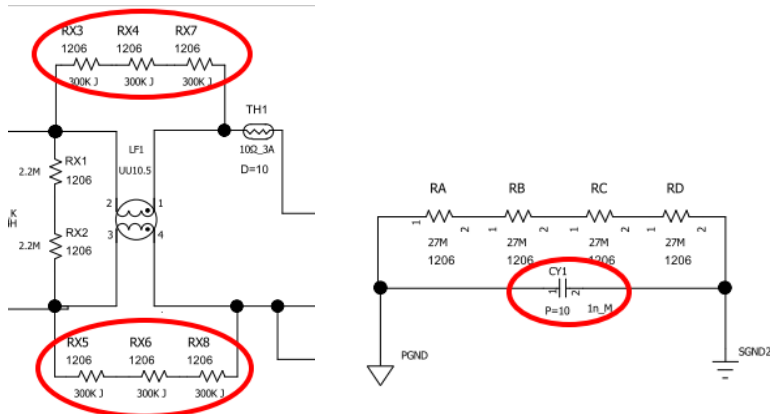 RX3 RX4 RX7
1206 1206 1206
300K J 300K J 300K J
TH1
10Ω_3A
D=10
LF1
UU10.5
RX1
2.2M
1206
2 1
3 4
RX2
2.2M
1206
RX5 RX6 RX8
1206 1206 1206
300K J 300K J 300K J
RA RB RC RD
1 2 1 2 1 2 1 2
27M 27M 27M 27M
1206 1206 1206 1206
CY1
1 2
P=10 1n_M
PGND
SGND2